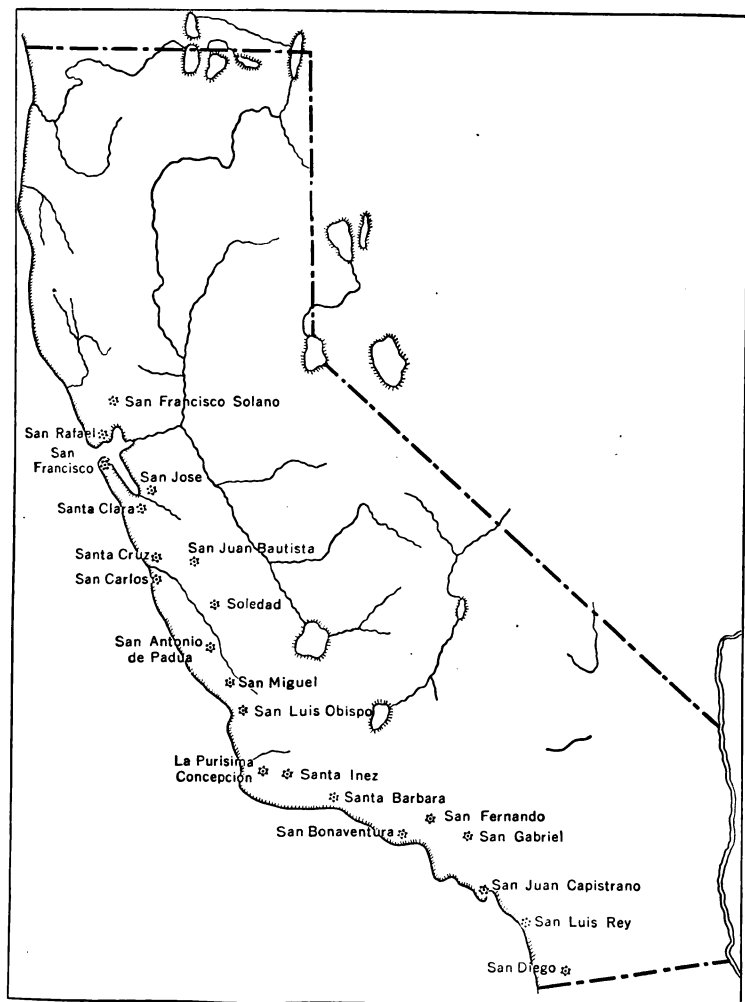 San Francisco Solano
San Rafael
San
Francisco
San Jose
Santa Clara
San Juan Bautista
Santa Cruz
San Carlos
Soledad
San Antonio
de Padua
San Miguel
San Luis Obispo
La Purisima
Concepción
Santa Inez
Santa Barbara
San Fernando
San Bonaventura
San Gabriel
San Juan Capistrano
San Luis Rey
San Diego